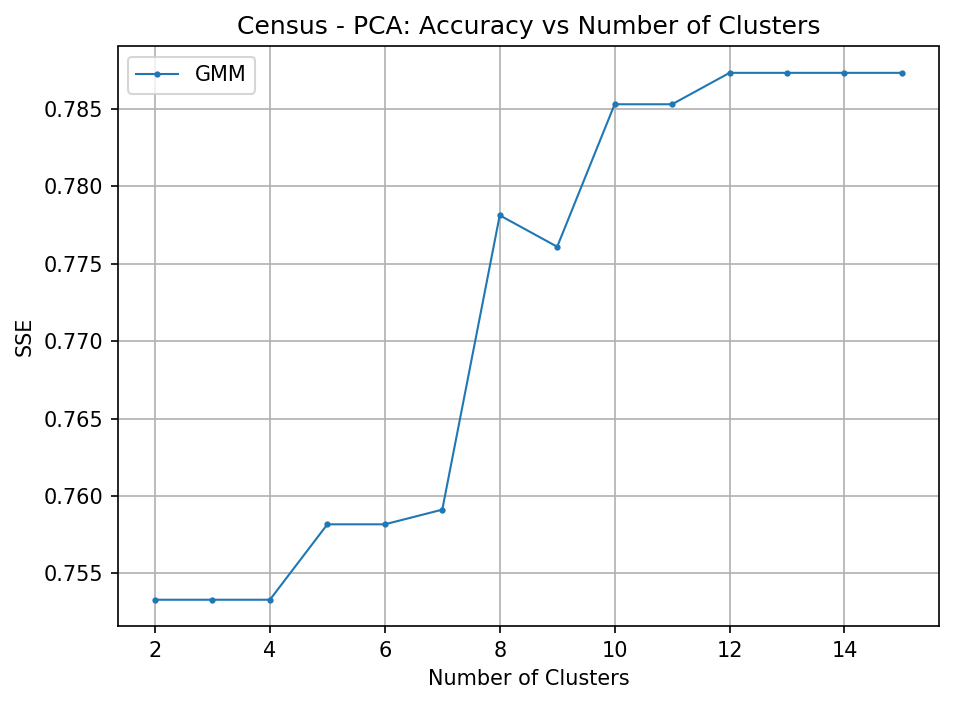 Census - PCA: Accuracy vs Number of Clusters
GMM
0.785
0.780
0.775
0.770
0.765
0.760
0.755
SSE
2 4 6 8 10 12 14
Number of Clusters